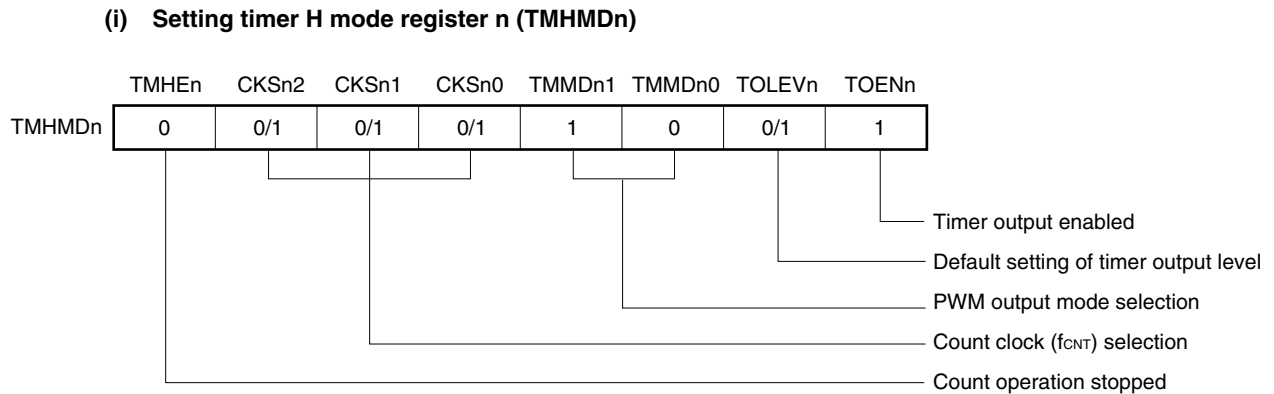 (i) Setting timer H mode register n (TMHMDn)
TMHEn CKSn2 CKSn1 CKSn0 TMMDn1 TMMDn0 TOLEVn TOENn
TMHMDn 0 0/1 0/1 0/1 1 0 0/1 1
Timer output enabled
Default setting of timer output level
PWM output mode selection
Count clock (fCNT) selection
Count operation stopped